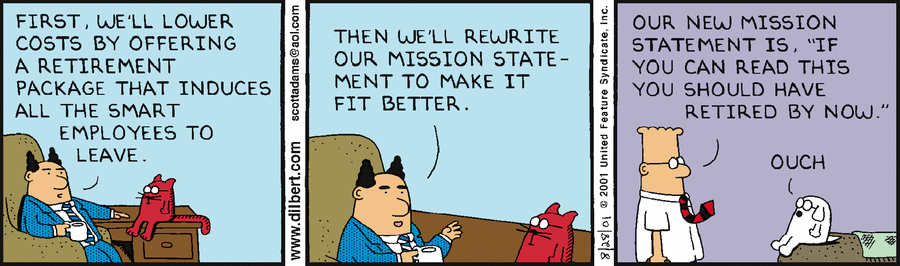 FIRST, WE'LL LOWER
COSTS BY OFFERING
A RETIREMENT
PACKAGE THAT INDUCES
ALL THE SMART
EMPLOYEES TO
LEAVE.
www.dilbert.com scottadams@aol.com
THEN WE'LL REWRITE
OUR MISSION STATE-
MENT TO MAKE IT
FIT BETTER.
8/28/01 © 2001 United Feature Syndicate, Inc.
OUR NEW MISSION
STATEMENT IS, "IF
YOU CAN READ THIS
YOU SHOULD HAVE
RETIRED BY NOW."
OUCH